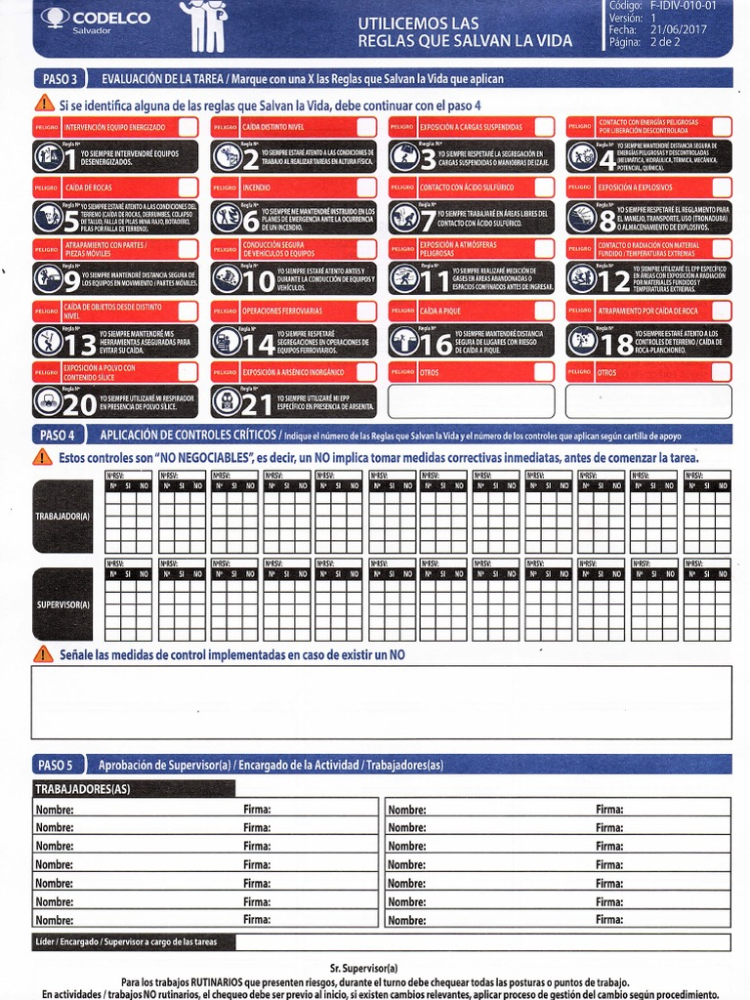 CODELCO
Salvador
P
UTILICEMOS LAS
REGLAS QUE SALVAN LA VIDA
Código: F-IDIV-010-01
Versión: 1
Fecha: 21/06/2017
Página: 2 de 2
PASO 3 EVALUACIÓN DE LA TAREA / Marque con una X las Reglas que Salvan la Vida que aplican
Si se identifica alguna de las reglas que Salvan la Vida, debe continuar con el paso 4
PELIGRO INTERVENCIÓN EQUIPO ENERGIZADO
Regla Nº
1 YO SIEMPRE INTERVENDRÉ EQUIPOS
DESENERGIZADOS.
PELIGRO CAÍDA DISTINTO NIVEL
Regla Nº
2 YO SIEMPRE ESTARÉ ATENTO A LAS CONDICIONES DE
TRABAJO AL REALIZAR TAREAS EN ALTURA FÍSICA.
PELIGRO EXPOSICIÓN A CARGAS SUSPENDIDAS
Regla Nº
3 YO SIEMPRE RESPETARÉ LA SEGREGACIÓN EN
CARGAS SUSPENDIDAS O MANIOBRAS DE IZAJE.
PELIGRO CONTACTO CON ENERGÍAS PELIGROSAS
POR LIBERACIÓN DESCONTROLADA
Regla Nº
4 YO SIEMPRE MANTENDRÉ DISTANCIA SEGURA DE
ENERGÍAS PELIGROSAS Y DESCONTROLADAS
(NEUMÁTICA, HIDRÁULICA, TÉRMICA, MECÁNICA,
POTENCIAL, QUÍMICA).
PELIGRO CAÍDA DE ROCAS
Regla Nº
5 YO SIEMPRE ESTARÉ ATENTO A LAS CONDICIONES DEL
TERRENO (CAÍDA DE ROCAS, DERRUMBES, COLAPSO
DE TALUD, FALLA DE PILAS MINA RAJO, BOTADERO,
PILAS POR FALLA DE TERRENO).
PELIGRO INCENDIO
Regla Nº
6 YO SIEMPRE ME MANTENDRÉ INSTRUIDO EN LOS
PLANES DE EMERGENCIA ANTE LA OCURRENCIA
DE UN INCENDIO.
PELIGRO CONTACTO CON ÁCIDO SULFÚRICO
Regla Nº
7 YO SIEMPRE TRABAJARÉ EN ÁREAS LIBRES DEL
CONTACTO CON ÁCIDO SULFÚRICO.
PELIGRO EXPOSICIÓN A EXPLOSIVOS
Regla Nº
8 YO SIEMPRE RESPETARÉ EL REGLAMENTO PARA
EL MANEJO, TRANSPORTE, USO (TRONADURA)
O ALMACENAMIENTO DE EXPLOSIVOS.
PELIGRO ATRAPAMIENTO CON PARTES /
PIEZAS MÓVILES
Regla Nº
9 YO SIEMPRE MANTENDRÉ DISTANCIA SEGURA DE
LOS EQUIPOS EN MOVIMIENTO / PARTES MÓVILES.
PELIGRO CONDUCCIÓN SEGURA
DE VEHÍCULOS O EQUIPOS
Regla Nº
10 YO SIEMPRE ESTARÉ ATENTO ANTES Y
DURANTE LA CONDUCCIÓN DE EQUIPOS Y
VEHÍCULOS.
PELIGRO EXPOSICIÓN A ATMÓSFERAS
PELIGROSAS
Regla Nº
11 YO SIEMPRE REALIZARÉ MEDICIÓN DE
GASES EN ÁREAS ABANDONADAS O
ESPACIOS CONFINADOS ANTES DE INGRESAR.
PELIGRO CONTACTO O RADIACIÓN CON MATERIAL
FUNDIDO / TEMPERATURAS EXTREMAS
Regla Nº
12 YO SIEMPRE UTILIZARÉ EL EPP ESPECÍFICO
EN ÁREAS CON EXPOSICIÓN A RADIACIÓN
POR MATERIALES FUNDIDOS Y
TEMPERATURAS EXTREMAS.
PELIGRO CAÍDA DE OBJETOS DESDE DISTINTO
NIVEL
Regla Nº
13 YO SIEMPRE MANTENDRÉ MIS
HERRAMIENTAS ASEGURADAS PARA
EVITAR SU CAÍDA.
PELIGRO OPERACIONES FERROVIARIAS
Regla Nº
14 YO SIEMPRE RESPETARÉ
SEGREGACIONES EN OPERACIONES DE
EQUIPOS FERROVIARIOS.
PELIGRO CAÍDA A PIQUE
Regla Nº
16 YO SIEMPRE MANTENDRÉ DISTANCIA
SEGURA DE LUGARES CON RIESGO
DE CAÍDA A PIQUE.
PELIGRO ATRAPAMIENTO POR CAÍDA DE ROCA
Regla Nº
18 YO SIEMPRE ESTARÉ ATENTO A LOS
CONTROLES DE TERRENO / CAÍDA DE
ROCA-PLANCHONEO.
PELIGRO EXPOSICIÓN A POLVO CON
CONTENIDO SÍLICE
Regla Nº
20 YO SIEMPRE UTILIZARÉ MI RESPIRADOR
EN PRESENCIA DE POLVO SÍLICE.
PELIGRO EXPOSICIÓN A ARSÉNICO INORGÁNICO
Regla Nº
21 YO SIEMPRE UTILIZARÉ MI EPP
ESPECÍFICO EN PRESENCIA DE ARSENITA.
PELIGRO OTROS
PELIGRO OTROS
PASO 4 APLICACIÓN DE CONTROLES CRÍTICOS / Indique el número de las Reglas que Salvan la Vida y el número de los controles que aplican según cartilla de apoyo
Estos controles son "NO NEGOCIABLES", es decir, un NO implica tomar medidas correctivas inmediatas, antes de comenzar la tarea.
NºRSV: NºRSV: NºRSV: NºRSV: NºRSV: NºRSV: NºRSV: NºRSV: NºRSV: NºRSV: NºRSV: NºRSV:
Nº SI NO Nº SI NO Nº SI NO Nº SI NO Nº SI NO Nº SI NO Nº SI NO Nº SI NO Nº SI NO Nº SI NO Nº SI NO Nº SI NO
TRABAJADOR(A)
NºRSV: NºRSV: NºRSV: NºRSV: NºRSV: NºRSV: NºRSV: NºRSV: NºRSV: NºRSV: NºRSV: NºRSV:
Nº SI NO Nº SI NO Nº SI NO Nº SI NO Nº SI NO Nº SI NO Nº SI NO Nº SI NO Nº SI NO Nº SI NO Nº SI NO Nº SI NO
SUPERVISOR(A)
Señale las medidas de control implementadas en caso de existir un NO
PASO 5 Aprobación de Supervisor(a) / Encargado de la Actividad / Trabajadores(as)
TRABAJADORES(AS)
Nombre: Firma: Nombre: Firma:
Nombre: Firma: Nombre: Firma:
Nombre: Firma: Nombre: Firma:
Nombre: Firma: Nombre: Firma:
Nombre: Firma: Nombre: Firma:
Nombre: Firma: Nombre: Firma:
Nombre: Firma: Nombre: Firma:
Líder / Encargado / Supervisor a cargo de las tareas
Sr. Supervisor(a)
Para los trabajos RUTINARIOS que presenten riesgos, durante el turno debe chequear todas las posturas o puntos de trabajo.
En actividades / trabajos NO rutinarios, el chequeo debe ser previo al inicio, si existen cambios relevantes, aplicar proceso de gestión del cambio según procedimiento.